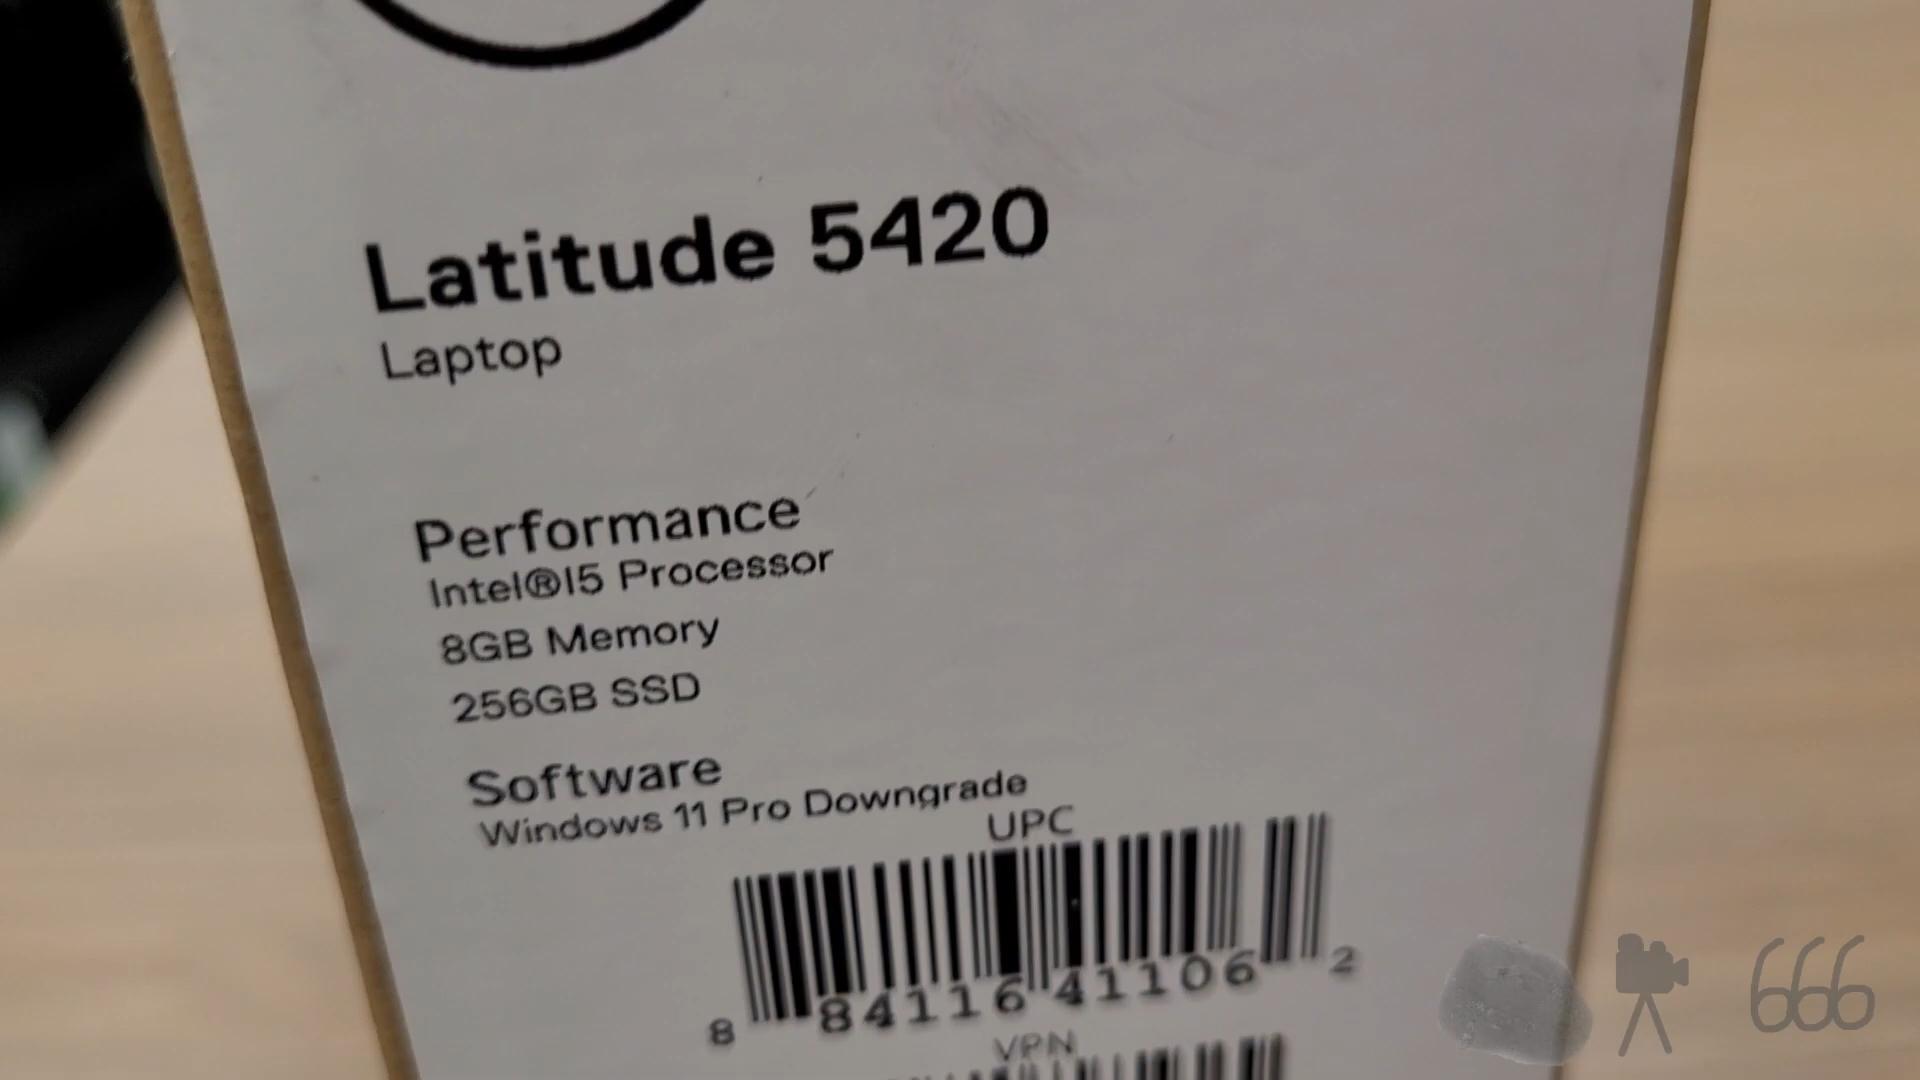 Latitude 5420
Laptop
Performance
Intel®I5 Processor
8GB Memory
256GB SSD
Software
Windows 11 Pro Downgrade
UPC
8 84116 41106 2
VPN
666